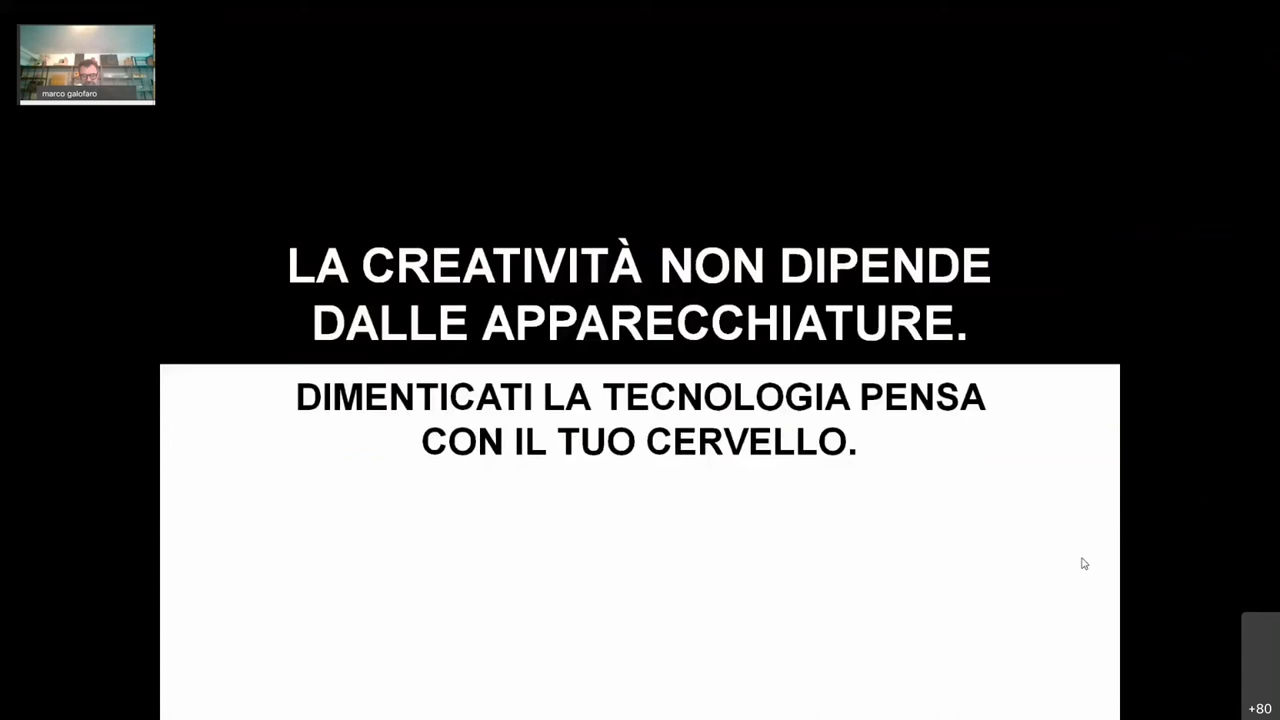 marco galofaro
LA CREATIVITÀ NON DIPENDE
DALLE APPARECCHIATURE.
DIMENTICATI LA TECNOLOGIA PENSA
CON IL TUO CERVELLO.
+80